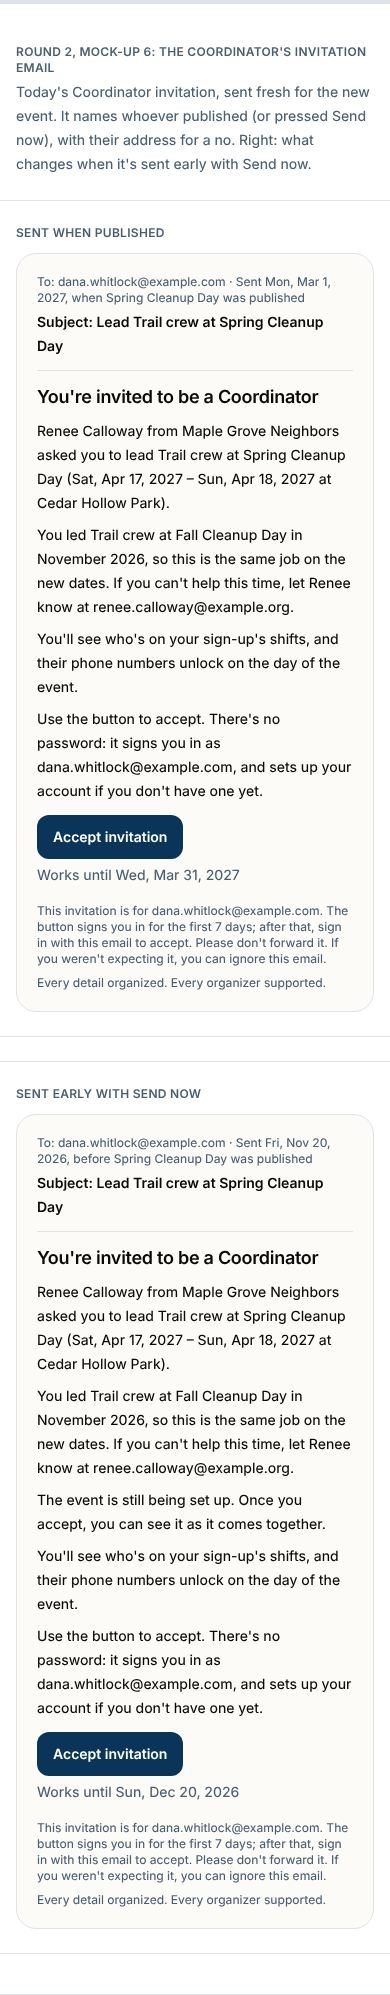 ROUND 2, MOCK-UP 6: THE COORDINATOR'S INVITATION
EMAIL
Today's Coordinator invitation, sent fresh for the new
event. It names whoever published (or pressed Send
now), with their address for a no. Right: what
changes when it's sent early with Send now.
SENT WHEN PUBLISHED
To: dana.whitlock@example.com · Sent Mon, Mar 1,
2027, when Spring Cleanup Day was published
Subject: Lead Trail crew at Spring Cleanup
Day
You're invited to be a Coordinator
Renee Calloway from Maple Grove Neighbors
asked you to lead Trail crew at Spring Cleanup
Day (Sat, Apr 17, 2027 – Sun, Apr 18, 2027 at
Cedar Hollow Park).
You led Trail crew at Fall Cleanup Day in
November 2026, so this is the same job on the
new dates. If you can't help this time, let Renee
know at renee.calloway@example.org.
You'll see who's on your sign-up's shifts, and
their phone numbers unlock on the day of the
event.
Use the button to accept. There's no
password: it signs you in as
dana.whitlock@example.com, and sets up your
account if you don't have one yet.
Accept invitation
Works until Wed, Mar 31, 2027
This invitation is for dana.whitlock@example.com. The
button signs you in for the first 7 days; after that, sign
in with this email to accept. Please don't forward it. If
you weren't expecting it, you can ignore this email.
Every detail organized. Every organizer supported.
SENT EARLY WITH SEND NOW
To: dana.whitlock@example.com · Sent Fri, Nov 20,
2026, before Spring Cleanup Day was published
Subject: Lead Trail crew at Spring Cleanup
Day
You're invited to be a Coordinator
Renee Calloway from Maple Grove Neighbors
asked you to lead Trail crew at Spring Cleanup
Day (Sat, Apr 17, 2027 – Sun, Apr 18, 2027 at
Cedar Hollow Park).
You led Trail crew at Fall Cleanup Day in
November 2026, so this is the same job on the
new dates. If you can't help this time, let Renee
know at renee.calloway@example.org.
The event is still being set up. Once you
accept, you can see it as it comes together.
You'll see who's on your sign-up's shifts, and
their phone numbers unlock on the day of the
event.
Use the button to accept. There's no
password: it signs you in as
dana.whitlock@example.com, and sets up your
account if you don't have one yet.
Accept invitation
Works until Sun, Dec 20, 2026
This invitation is for dana.whitlock@example.com. The
button signs you in for the first 7 days; after that, sign
in with this email to accept. Please don't forward it. If
you weren't expecting it, you can ignore this email.
Every detail organized. Every organizer supported.